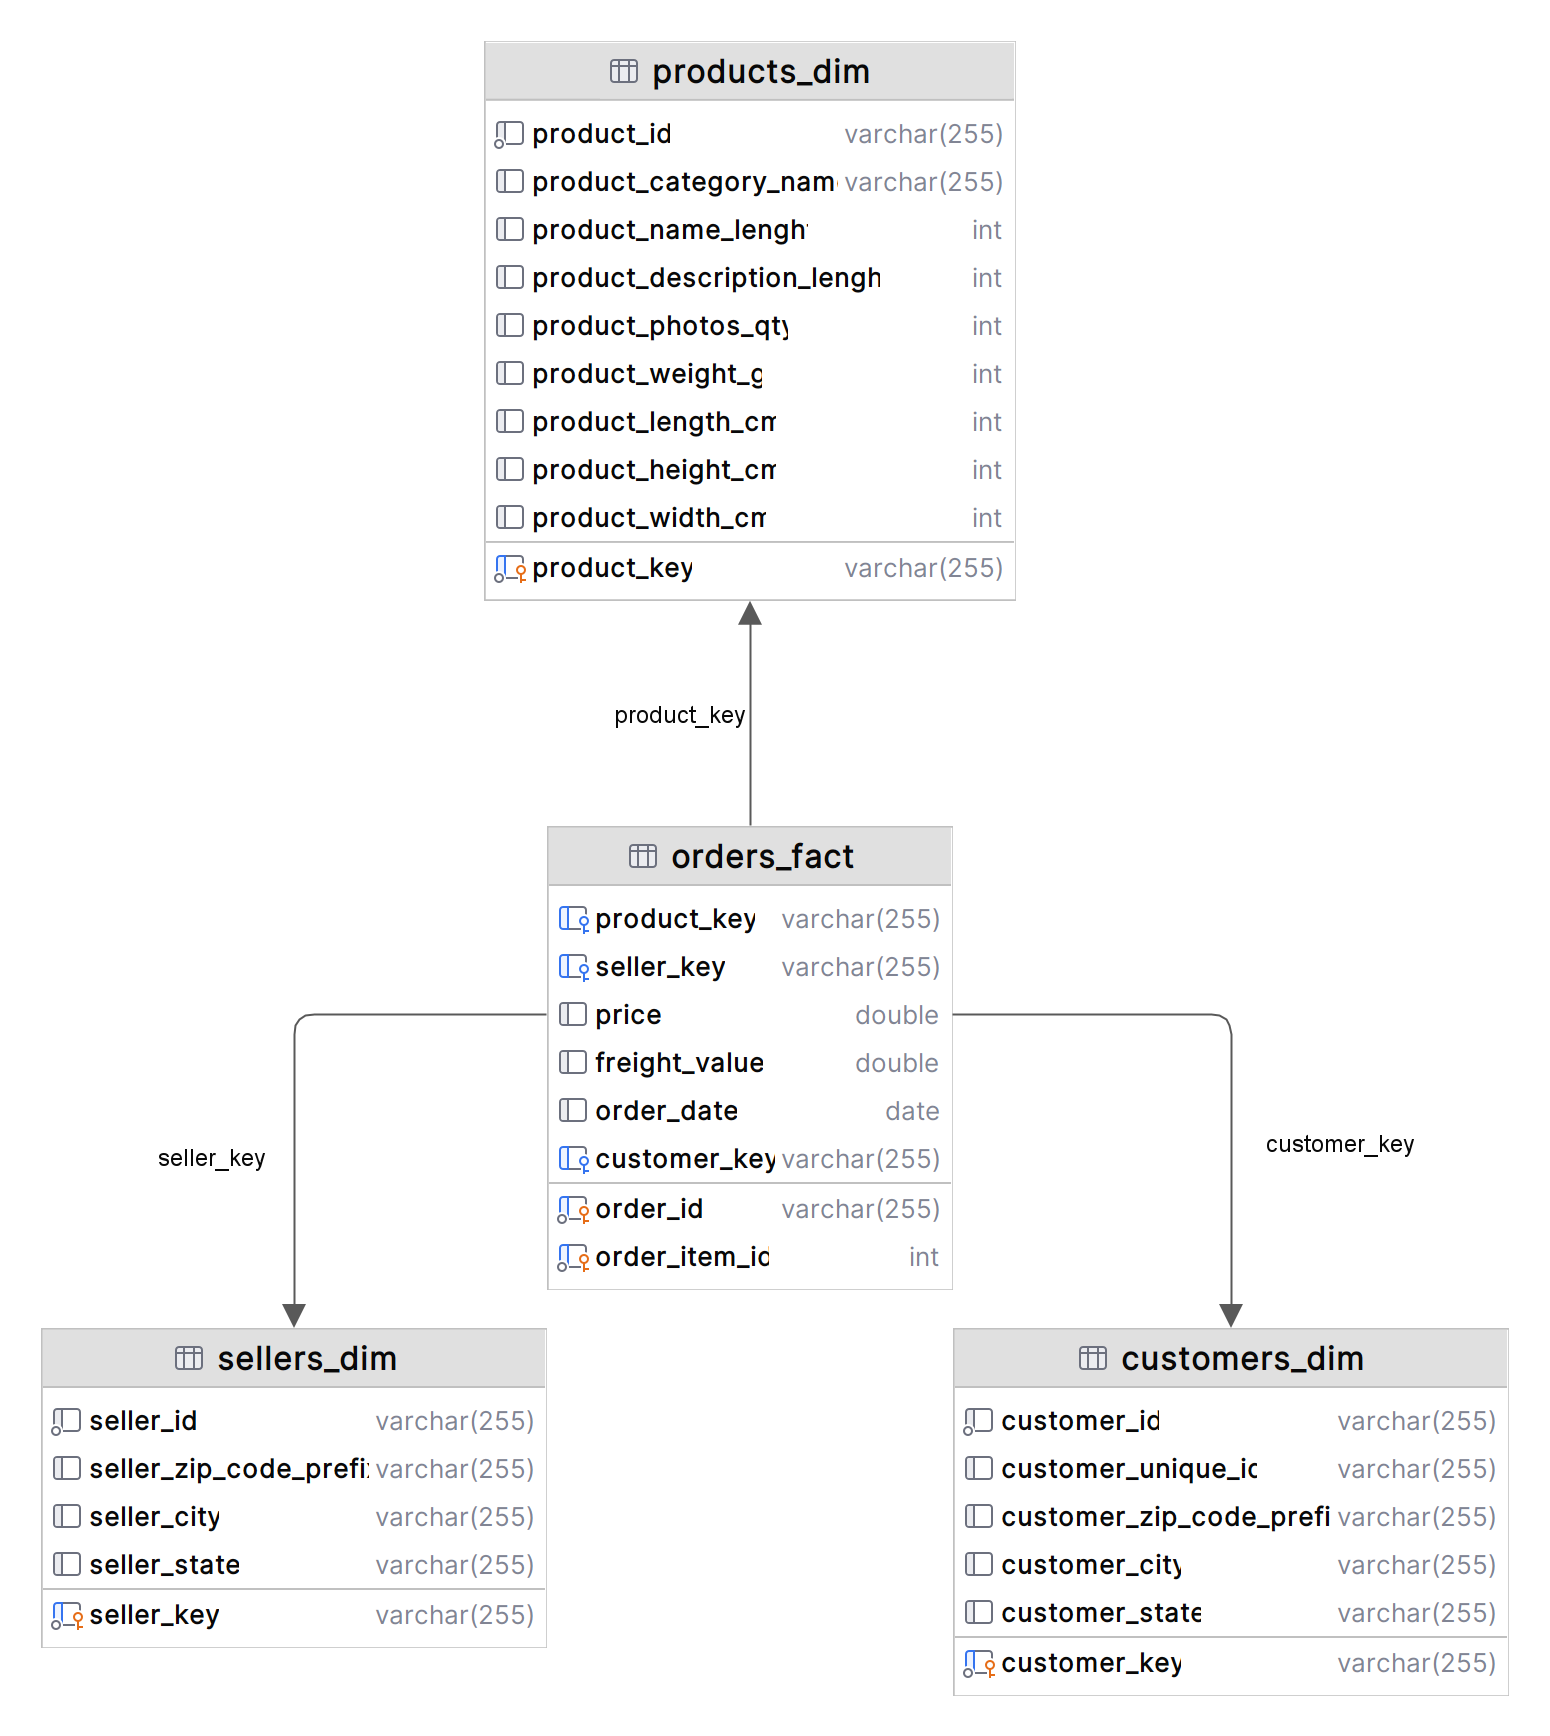 products_dim
product_id varchar(255)
product_category_nam varchar(255)
product_name_lengh int
product_description_lengh int
product_photos_qty int
product_weight_g int
product_length_cm int
product_height_cm int
product_width_cm int
product_key varchar(255)
product_key
orders_fact
product_key varchar(255)
seller_key varchar(255)
price double
freight_value double
order_date date
customer_key varchar(255)
order_id varchar(255)
order_item_id int
seller_key
customer_key
sellers_dim
seller_id varchar(255)
seller_zip_code_prefix varchar(255)
seller_city varchar(255)
seller_state varchar(255)
seller_key varchar(255)
customers_dim
customer_id varchar(255)
customer_unique_id varchar(255)
customer_zip_code_prefi varchar(255)
customer_city varchar(255)
customer_state varchar(255)
customer_key varchar(255)